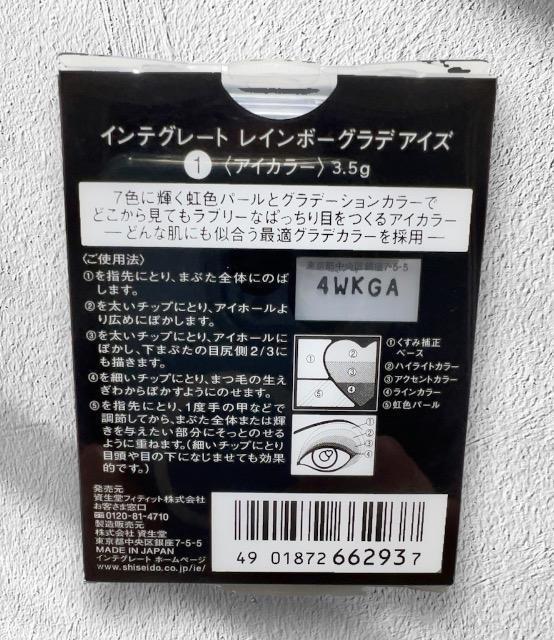 インテグレート レインボーグラデアイズ
1 〈アイカラー〉 3.5g
7色に輝く虹色パールとグラデーションカラーで
どこから見てもラブリーなぱっちり目をつくるアイカラー
―どんな肌にも似合う最適グラデカラーを採用―
〈ご使用法〉
①を指先にとり、まぶた全体にのば
します。
②を太いチップにとり、アイホールよ
り広めにぼかします。
③を太いチップにとり、アイホールに
ぼかし、下まぶたの目尻側2/3に
も描きます。
④を細いチップにとり、まつ毛の生え
ぎわからぼかすようにのせます。
⑤を指先にとり、1度手の甲などで
調節してから、まぶた全体または輝
きを与えたい部分にそっとのせる
ように重ねます。(細いチップにとり
目頭や目の下になじませても効果
的です。)
東京都中央区銀座7-5-5
4WKGA
① ② ③ ④ ⑤
①くすみ補正
ベース
②ハイライトカラー
③アクセントカラー
④ラインカラー
⑤虹色パール
①
②
③
④
発売元
資生堂フィティット株式会社
お客さま窓口
0120-81-4710
製造販売元
株式会社 資生堂
東京都中央区銀座7-5-5
MADE IN JAPAN
インテグレート ホームページ
www.shiseido.co.jp/ie/
4901872662937